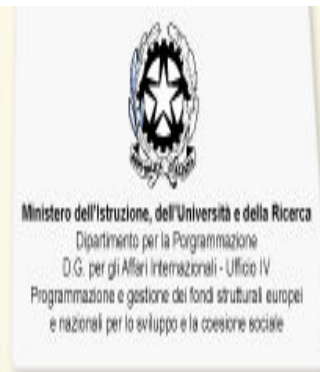 Ministero dell'Istruzione, dell'Università e della Ricerca
Dipartimento per la Porgrammazione
D.G. per gli Affari Internazionali - Ufficio IV
Programmazione e gestione dei fondi strutturali europei
e nazionali per lo sviluppo e la coesione sociale